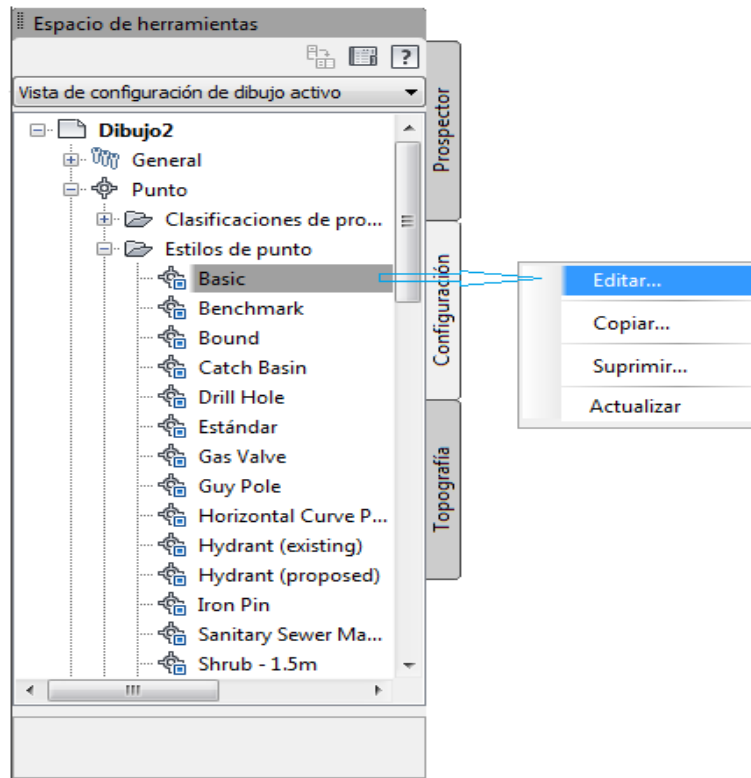 Espacio de herramientas
?
Vista de configuración de dibujo activo
Dibujo2
General
Punto
Clasificaciones de pro...
Estilos de punto
Basic
Benchmark
Bound
Catch Basin
Drill Hole
Estándar
Gas Valve
Guy Pole
Horizontal Curve P...
Hydrant (existing)
Hydrant (proposed)
Iron Pin
Sanitary Sewer Ma...
Shrub - 1.5m
Prospector
Configuración
Topografía
Editar...
Copiar...
Suprimir...
Actualizar